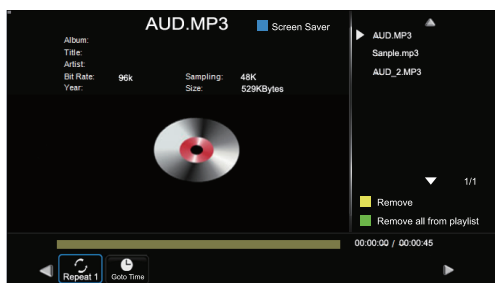 AUD.MP3
Screen Saver
Album:
Title:
Artist:
Bit Rate: 96k Sampling: 48K
Year: Size: 529KBytes
AUD.MP3
Sanple.mp3
AUD_2.MP3
1/1
Remove
Remove all from playlist
00:00:00 / 00:00:45
Repeat 1
Goto Time